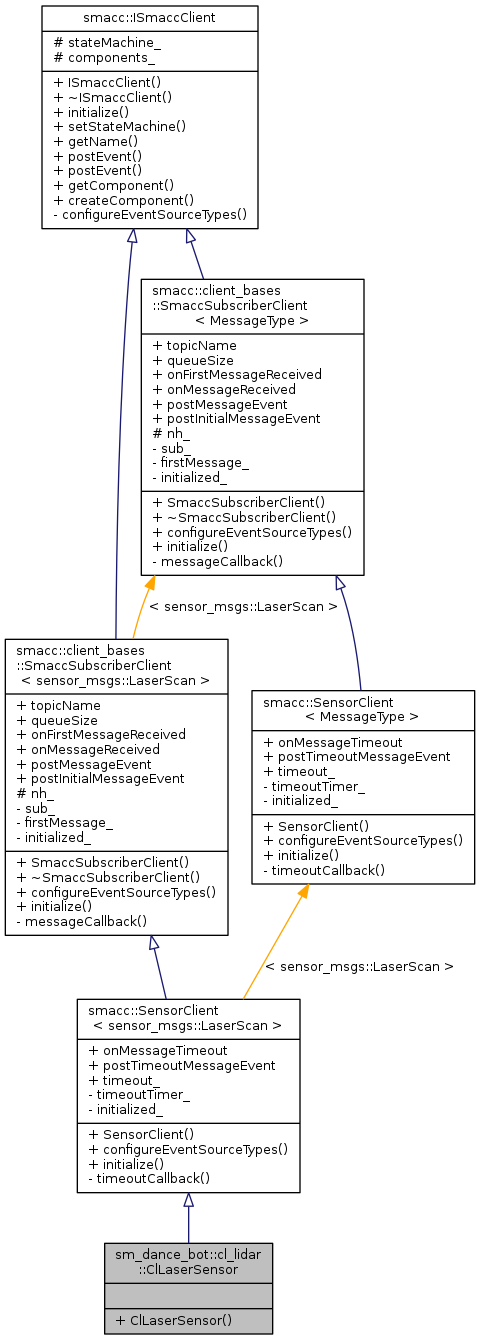 smacc::ISmaccClient
# stateMachine_
# components_
+ ISmaccClient()
+ ~ISmaccClient()
+ initialize()
+ setStateMachine()
+ getName()
+ postEvent()
+ postEvent()
+ getComponent()
+ createComponent()
- configureEventSourceTypes()
smacc::client_bases
::SmaccSubscriberClient
< MessageType >
+ topicName
+ queueSize
+ onFirstMessageReceived
+ onMessageReceived
+ postMessageEvent
+ postInitialMessageEvent
# nh_
- sub_
- firstMessage_
- initialized_
+ SmaccSubscriberClient()
+ ~SmaccSubscriberClient()
+ configureEventSourceTypes()
+ initialize()
- messageCallback()
< sensor_msgs::LaserScan >
smacc::client_bases
::SmaccSubscriberClient
< sensor_msgs::LaserScan >
+ topicName
+ queueSize
+ onFirstMessageReceived
+ onMessageReceived
+ postMessageEvent
+ postInitialMessageEvent
# nh_
- sub_
- firstMessage_
- initialized_
+ SmaccSubscriberClient()
+ ~SmaccSubscriberClient()
+ configureEventSourceTypes()
+ initialize()
- messageCallback()
smacc::SensorClient
< MessageType >
+ onMessageTimeout
+ postTimeoutMessageEvent
+ timeout_
- timeoutTimer_
- initialized_
+ SensorClient()
+ configureEventSourceTypes()
+ initialize()
- timeoutCallback()
< sensor_msgs::LaserScan >
smacc::SensorClient
< sensor_msgs::LaserScan >
+ onMessageTimeout
+ postTimeoutMessageEvent
+ timeout_
- timeoutTimer_
- initialized_
+ SensorClient()
+ configureEventSourceTypes()
+ initialize()
- timeoutCallback()
sm_dance_bot::cl_lidar
::ClLaserSensor
+ ClLaserSensor()